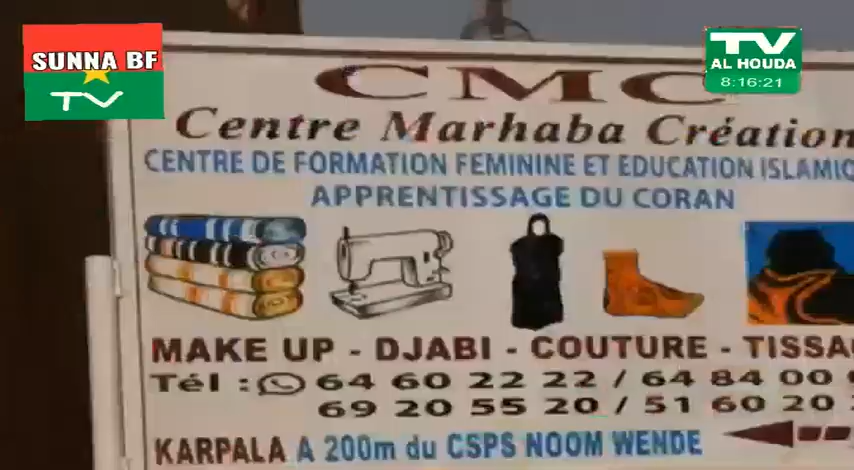 SUNNA BF
TV
TV
AL HOUDA
8:16:21
CMC
Centre Marhaba Création
CENTRE DE FORMATION FEMININE ET EDUCATION ISLAMIQ
APPRENTISSAGE DU CORAN
MAKE UP - DJABI - COUTURE - TISSA
Tél : 64 60 22 22 / 64 84 00
69 20 55 20 / 51 60 20
KARPALA A 200m du CSPS NOOM WENDE